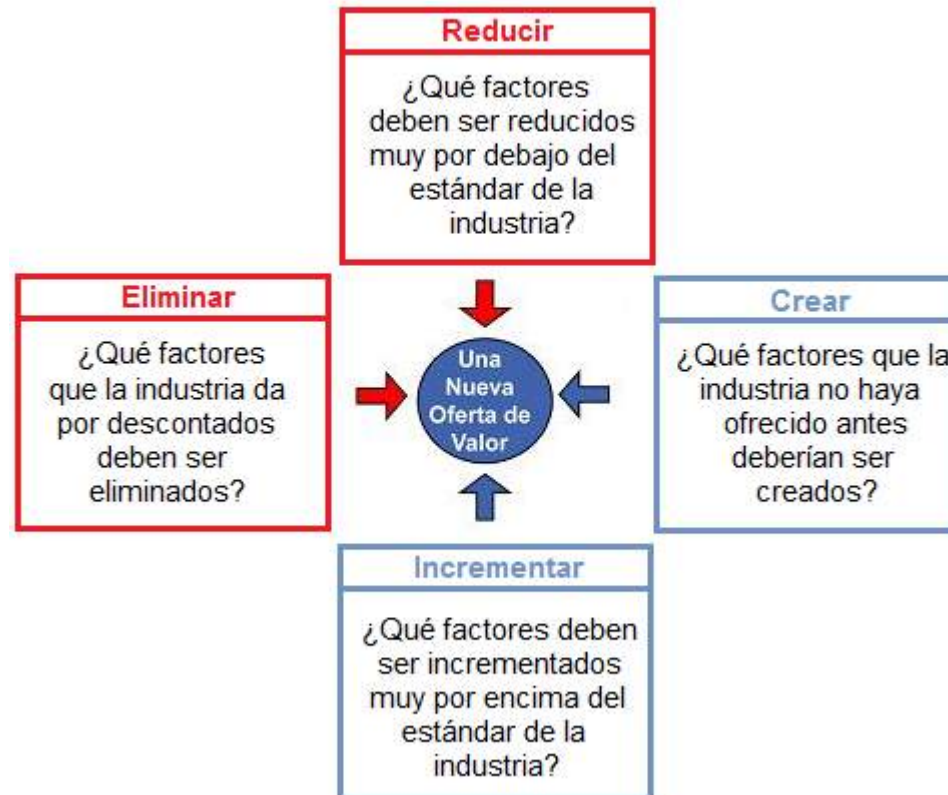 Reducir
¿Qué factores
deben ser reducidos
muy por debajo del
estándar de la
industria?
Eliminar
¿Qué factores
que la industria da
por descontados
deben ser
eliminados?
Una
Nueva
Oferta de
Valor
Crear
¿Qué factores que la
industria no haya
ofrecido antes
deberían ser
creados?
Incrementar
¿Qué factores deben
ser incrementados
muy por encima del
estándar de la
industria?